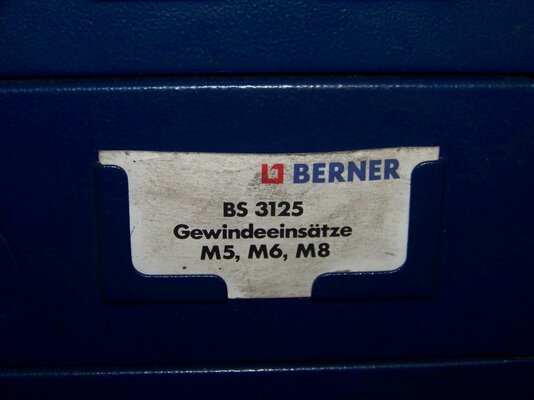 BERNER
BS 3125
Gewindeeinsätze
M5, M6, M8